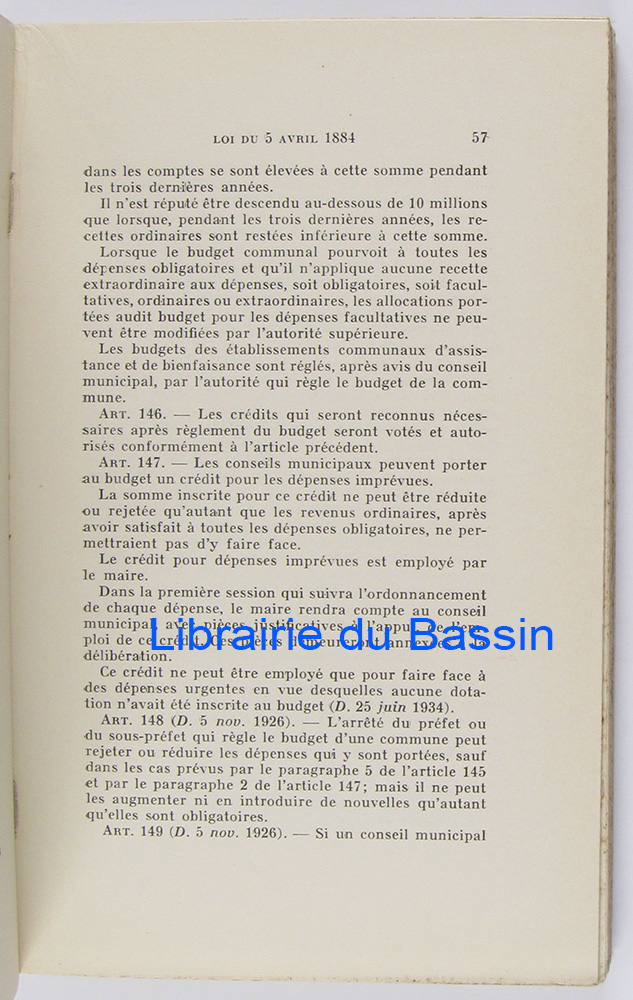 LOI DU 5 AVRIL 1884 57
dans les comptes se sont élevées à cette somme pendant
les trois dernières années.
Il n'est réputé être descendu au-dessous de 10 millions
que lorsque, pendant les trois dernières années, les re-
cettes ordinaires sont restées inférieure à cette somme.
Lorsque le budget communal pourvoit à toutes les
dépenses obligatoires et qu'il n'applique aucune recette
extraordinaire aux dépenses, soit obligatoires, soit facul-
tatives, ordinaires ou extraordinaires, les allocations por-
tées audit budget pour les dépenses facultatives ne peu-
vent être modifiées par l'autorité supérieure.
Les budgets des établissements communaux d'assis-
tance et de bienfaisance sont réglés, après avis du conseil
municipal, par l'autorité qui règle le budget de la com-
mune.
ART. 146. — Les crédits qui seront reconnus néces-
saires après règlement du budget seront votés et auto-
risés conformément à l'article précédent.
ART. 147. — Les conseils municipaux peuvent porter
au budget un crédit pour les dépenses imprévues.
La somme inscrite pour ce crédit ne peut être réduite
ou rejetée qu'autant que les revenus ordinaires, après
avoir satisfait à toutes les dépenses obligatoires, ne per-
mettraient pas d'y faire face.
Le crédit pour dépenses imprévues est employé par
le maire.
Dans la première session qui suivra l'ordonnancement
de chaque dépense, le maire rendra compte au conseil
municipal, avec pièces justificatives à l'appui, de l'em-
ploi de ce crédit. Ces pièces demeureront annexées à la
Librairie du Bassin
délibération.
Ce crédit ne peut être employé que pour faire face à
des dépenses urgentes en vue desquelles aucune dota-
tion n'avait été inscrite au budget (D. 25 juin 1934).
ART. 148 (D. 5 nov. 1926). — L'arrêté du préfet ou
du sous-préfet qui règle le budget d'une commune peut
rejeter ou réduire les dépenses qui y sont portées, sauf
dans les cas prévus par le paragraphe 5 de l'article 145
et par le paragraphe 2 de l'article 147; mais il ne peut
les augmenter ni en introduire de nouvelles qu'autant
qu'elles sont obligatoires.
ART. 149 (D. 5 nov. 1926). — Si un conseil municipal